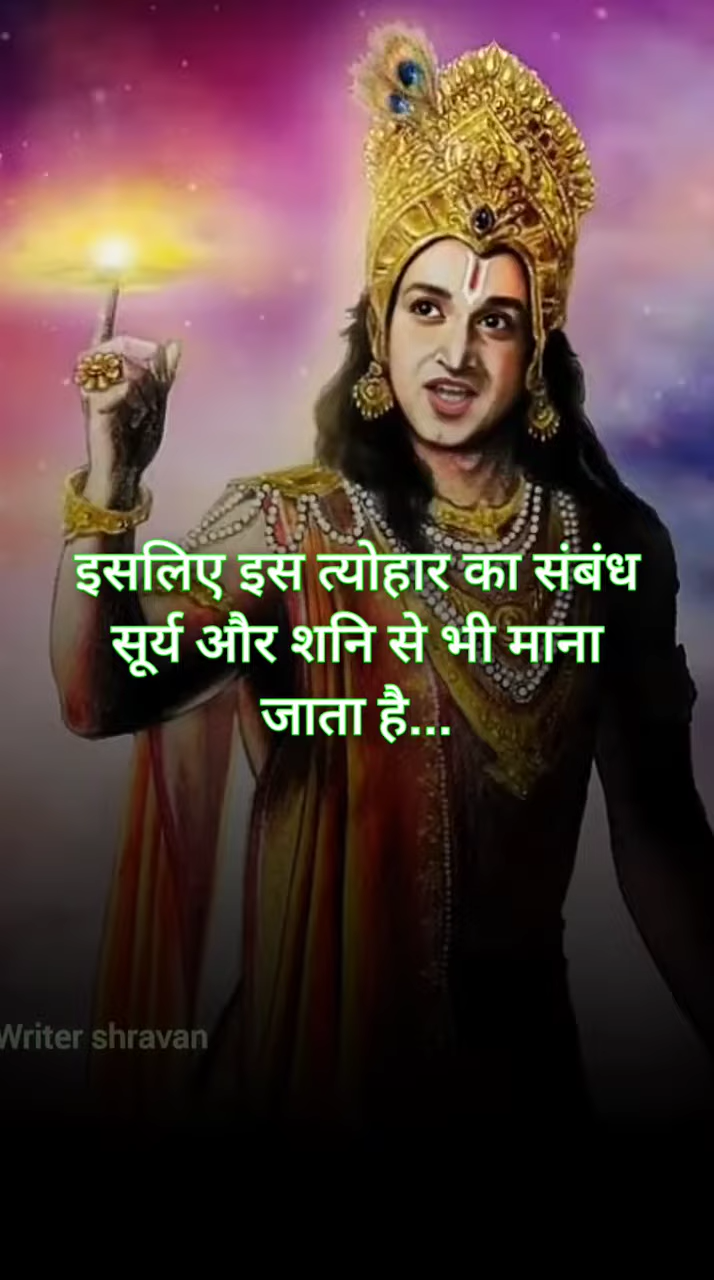 इसलिए इस त्योहार का संबंध
सूर्य और शनि से भी माना
जाता है...
Writer shravan